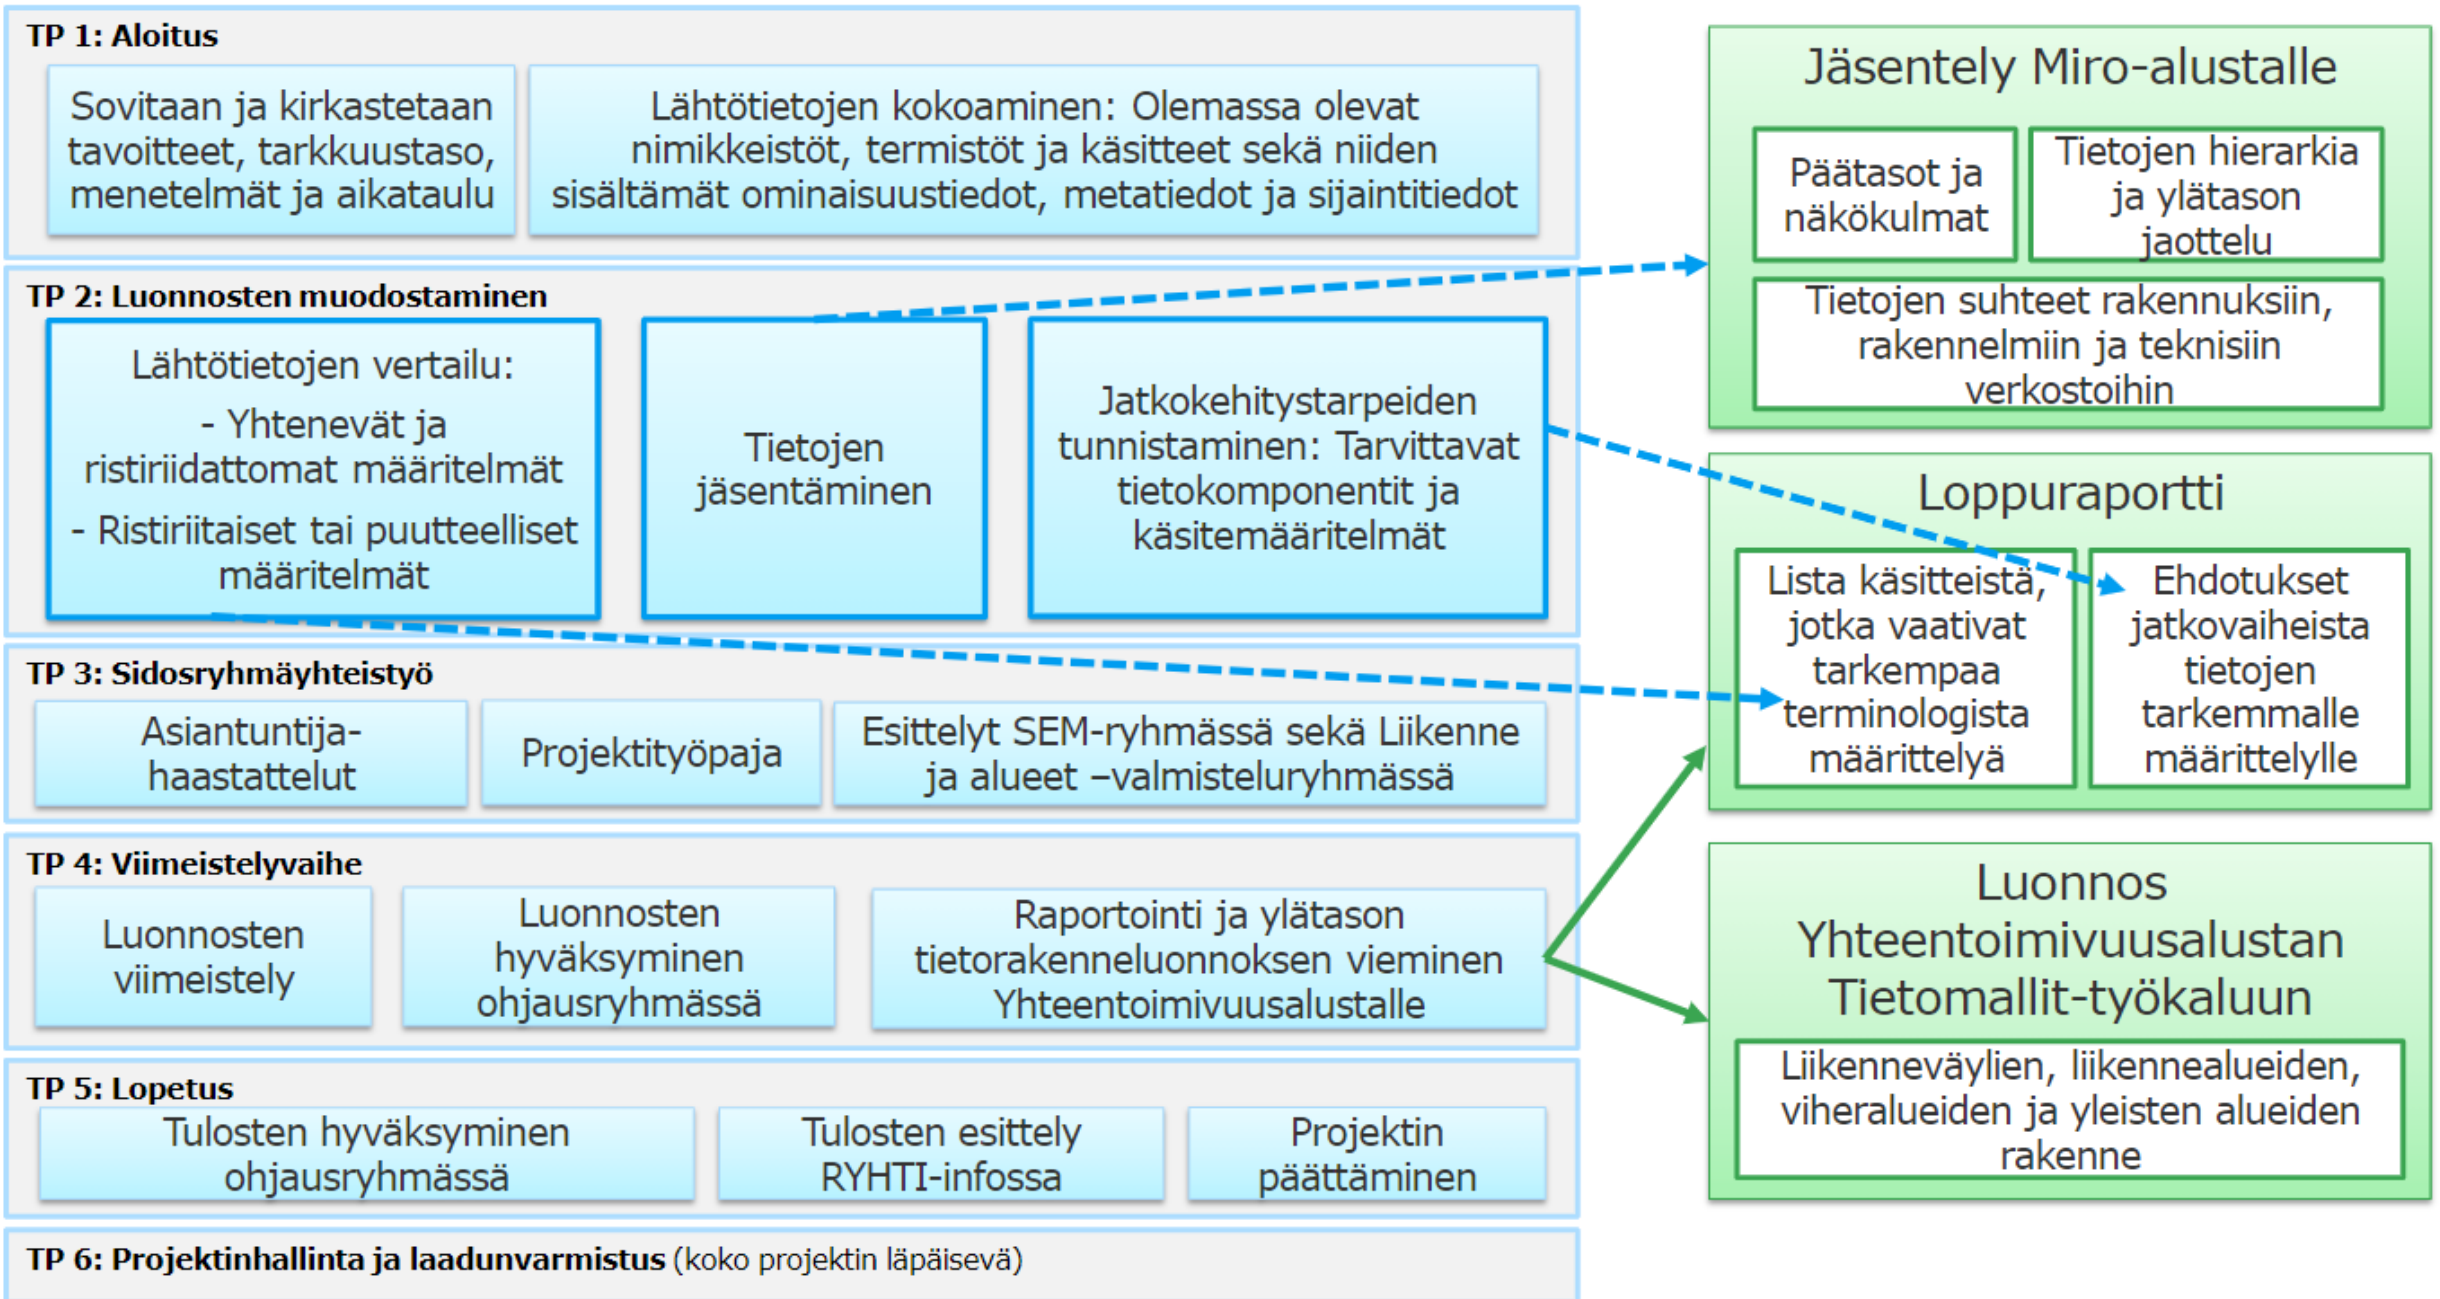 TP 1: Aloitus
Sovitaan ja kirkastetaan
tavoitteet, tarkkuustaso,
menetelmät ja aikataulu
Lähtötietojen kokoaminen: Olemassa olevat
nimikkeistöt, termistöt ja käsitteet sekä niiden
sisältämät ominaisuustiedot, metatiedot ja sijaintitiedot
TP 2: Luonnosten muodostaminen
Lähtötietojen vertailu:
- Yhtenevät ja
ristiriidattomat määritelmät
- Ristiriitaiset tai puutteelliset
määritelmät
Tietojen
jäsentäminen
Jatkokehitystarpeiden
tunnistaminen: Tarvittavat
tietokomponentit ja
käsitemääritelmät
TP 3: Sidosryhmäyhteistyö
Asiantuntija-
haastattelut
Projektityöpaja
Esittelyt SEM-ryhmässä sekä Liikenne
ja alueet –valmisteluryhmässä
TP 4: Viimeistelyvaihe
Luonnosten
viimeistely
Luonnosten
hyväksyminen
ohjausryhmässä
Raportointi ja ylätason
tietorakenneluonnoksen vieminen
Yhteentoimivuusalustalle
TP 5: Lopetus
Tulosten hyväksyminen
ohjausryhmässä
Tulosten esittely
RYHTI-infossa
Projektin
päättäminen
TP 6: Projektinhallinta ja laadunvarmistus (koko projektin läpäisevä)
Jäsentely Miro-alustalle
Päätasot ja
näkökulmat
Tietojen hierarkia
ja ylätason
jaottelu
Tietojen suhteet rakennuksiin,
rakennelmiin ja teknisiin
verkostoihin
Loppuraportti
Lista käsitteistä,
jotka vaativat
tarkempaa
terminologista
määrittelyä
Ehdotukset
jatkovaiheista
tietojen
tarkemmalle
määrittelylle
Luonnos
Yhteentoimivuusalustan
Tietomallit-työkaluun
Liikenneväylien, liikennealueiden,
viheralueiden ja yleisten alueiden
rakenne